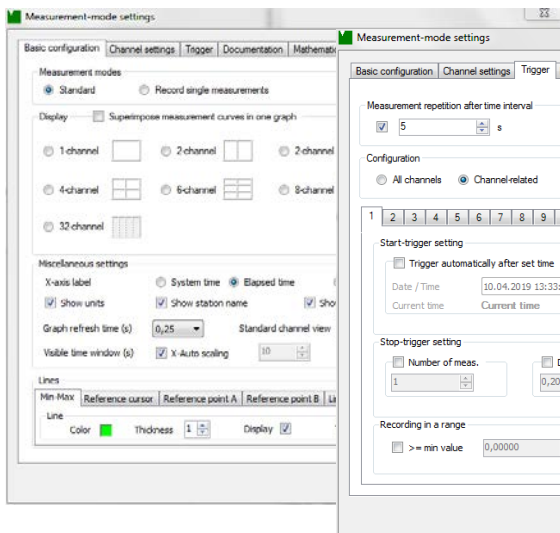 Measurement-mode settings
Basic configuration Channel settings Trigger Documentation Mathematic
Measurement modes
Standard Record single measurements
Display Superimpose measurement curves in one graph
1-channel 2-channel 2-channel
4-channel 6-channel 8-channel
32-channel
Miscellaneous settings
X-axis label System time Elapsed time
Show units Show station name Sho
Graph refresh time (s) 0,25 Standard channel view
Visible time window (s) X-Auto scaling 10
Lines
Min-Max Reference cursor Reference point A Reference point B Li
Line
Color Thickness 1 Display
Measurement-mode settings
Basic configuration Channel settings Trigger
Measurement repetition after time interval
5 s
Configuration
All channels Channel-related
1 2 3 4 5 6 7 8 9
Start-trigger setting
Trigger automatically after set time
Date / Time 10.04.2019 13:33:
Current time Current time
Stop-trigger setting
Number of meas. D
1 0,20
Recording in a range
>= min value 0,00000